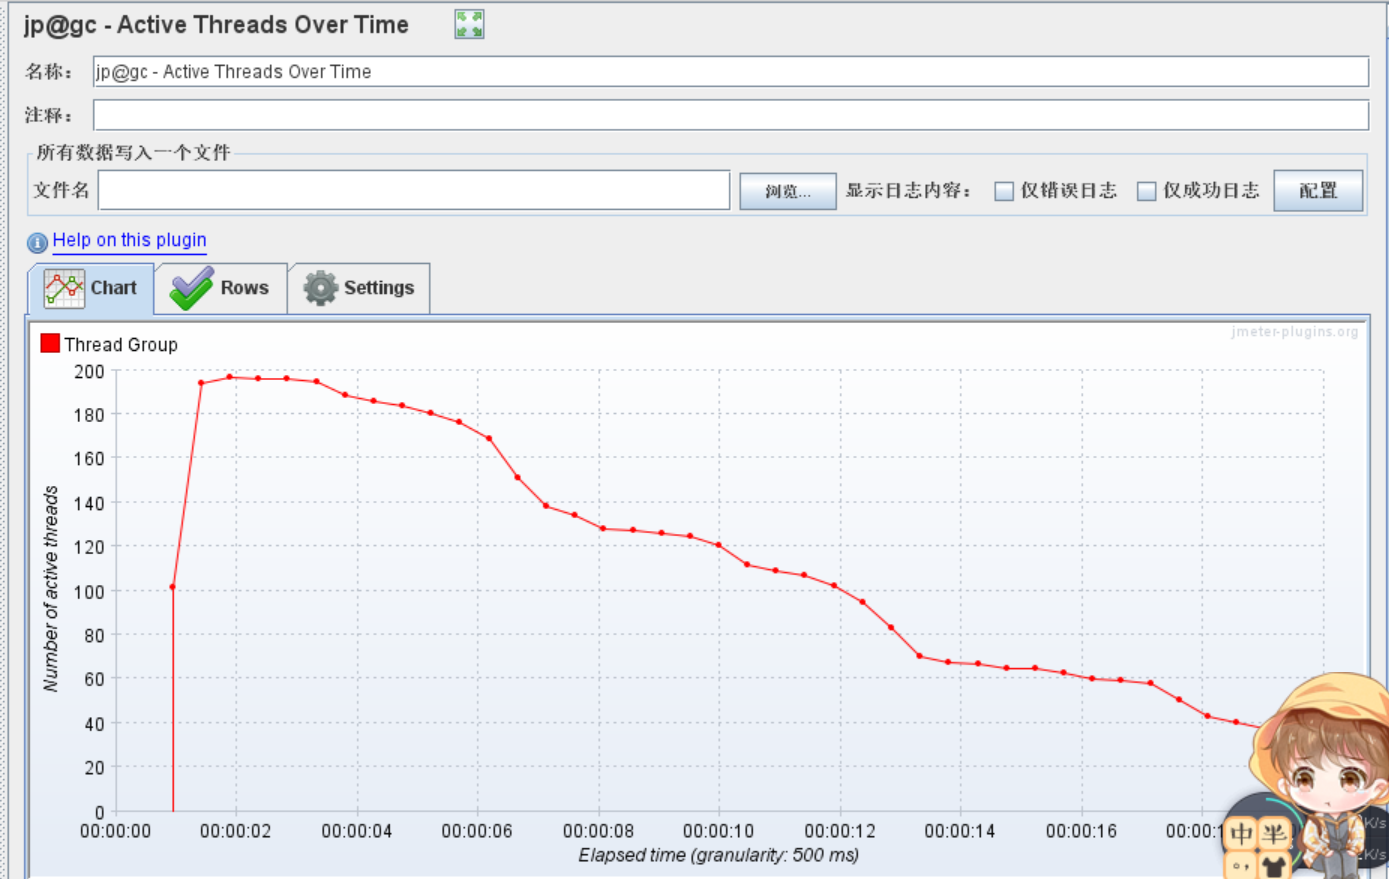 jp@gc - Active Threads Over Time
名称： jp@gc - Active Threads Over Time
注释：
所有数据写入一个文件
文件名 浏览... 显示日志内容： 仅错误日志 仅成功日志 配置
Help on this plugin
Chart Rows Settings
jmeter-plugins.org
Thread Group
200
180
160
140
120
100
80
60
40
20
0
Number of active threads
00:00:00 00:00:02 00:00:04 00:00:06 00:00:08 00:00:10 00:00:12 00:00:14 00:00:16
Elapsed time (granularity: 500 ms)
中 半
K/s
K/s